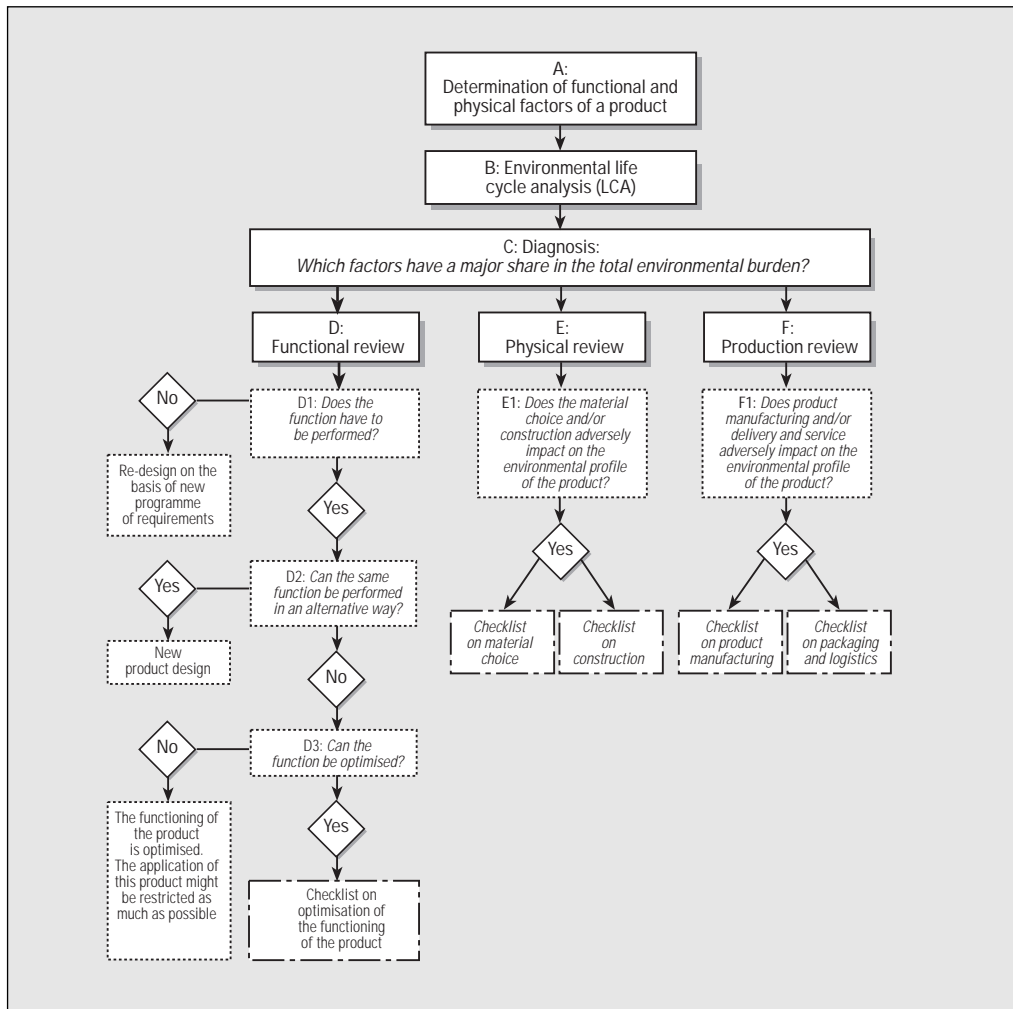 A:
Determination of functional and
physical factors of a product
B: Environmental life
cycle analysis (LCA)
C: Diagnosis:
Which factors have a major share in the total environmental burden?
D:
Functional review
E:
Physical review
F:
Production review
No
D1: Does the
function have to
be performed?
Re-design on the
basis of new
programme
of requirements
Yes
Yes
D2: Can the same
function be performed
in an alternative way?
New
product design
No
No
D3: Can the
function be optimised?
The functioning of
the product
is optimised.
The application of
this product might
be restricted as
much as possible
Yes
Checklist on
optimisation of
the functioning
of the product
E1: Does the material
choice and/or
construction adversely
impact on the
environmental profile
of the product?
Yes
Checklist
on material
choice
Checklist
on
construction
F1: Does product
manufacturing and/or
delivery and service
adversely impact on the
environmental profile
of the product?
Yes
Checklist
on product
manufacturing
Checklist
on packaging
and logistics